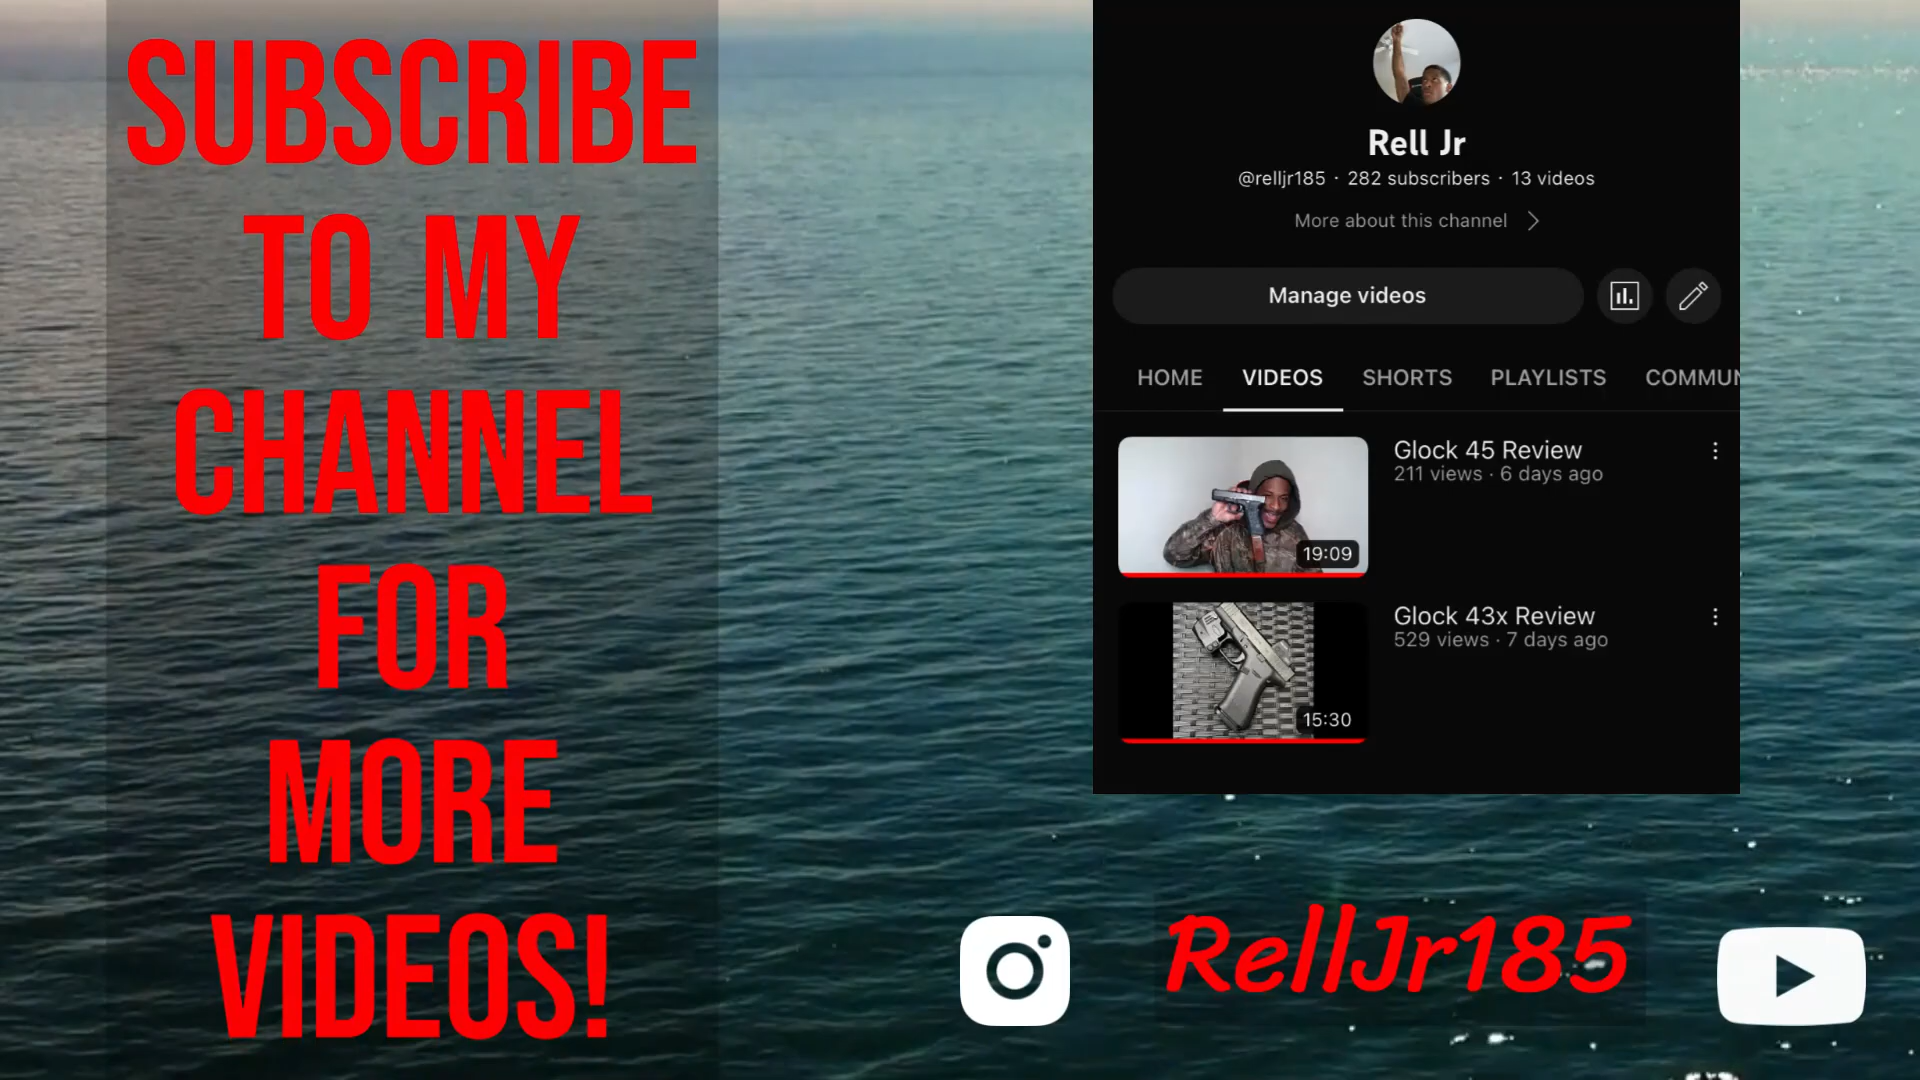 SUBSCRIBE
TO MY
CHANNEL
FOR
MORE
VIDEOS!
Rell Jr
@relljr185 · 282 subscribers · 13 videos
More about this channel
Manage videos
HOME VIDEOS SHORTS PLAYLISTS COMMUN
Glock 45 Review
211 views · 6 days ago
19:09
Glock 43x Review
529 views · 7 days ago
15:30
RellJr185